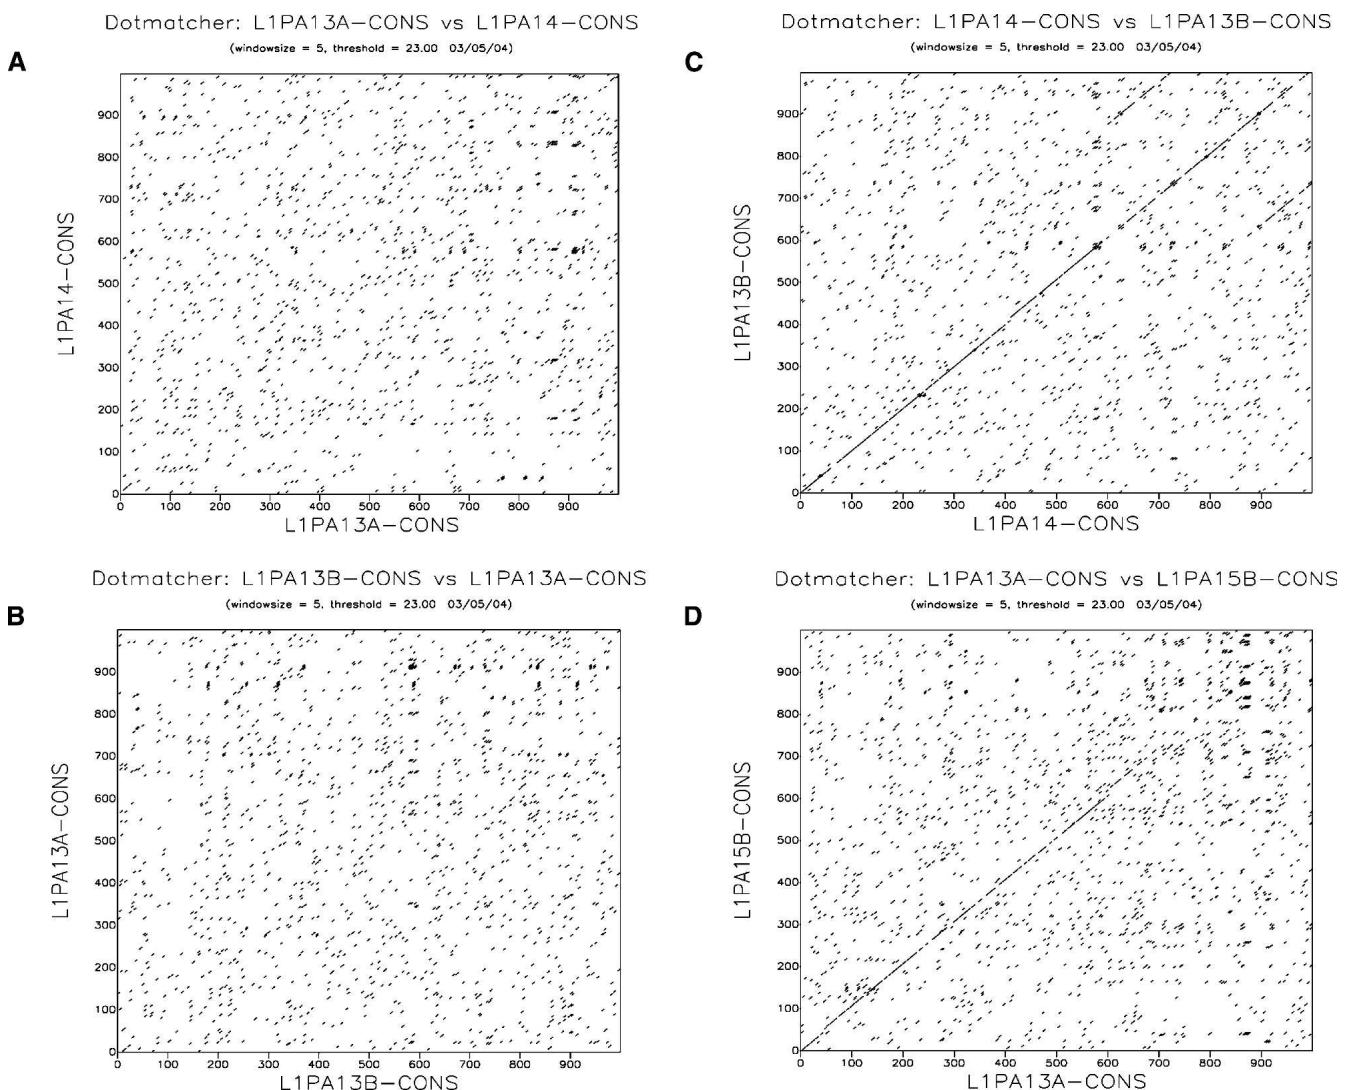 A
Dotmatcher: L1PA13A-CONS vs L1PA14-CONS
(windowsize = 5, threshold = 23.00 03/05/04)
L1PA14-CONS
900
800
700
600
500
400
300
200
100
0
0 100 200 300 400 500 600 700 800 900
L1PA13A-CONS
C
Dotmatcher: L1PA14-CONS vs L1PA13B-CONS
(windowsize = 5, threshold = 23.00 03/05/04)
L1PA13B-CONS
900
800
700
600
500
400
300
200
100
0
0 100 200 300 400 500 600 700 800 900
L1PA14-CONS
B
Dotmatcher: L1PA13B-CONS vs L1PA13A-CONS
(windowsize = 5, threshold = 23.00 03/05/04)
L1PA13A-CONS
900
800
700
600
500
400
300
200
100
0
0 100 200 300 400 500 600 700 800 900
L1PA13B-CONS
D
Dotmatcher: L1PA13A-CONS vs L1PA15B-CONS
(windowsize = 5, threshold = 23.00 03/05/04)
L1PA15B-CONS
900
800
700
600
500
400
300
200
100
0
0 100 200 300 400 500 600 700 800 900
L1PA13A-CONS